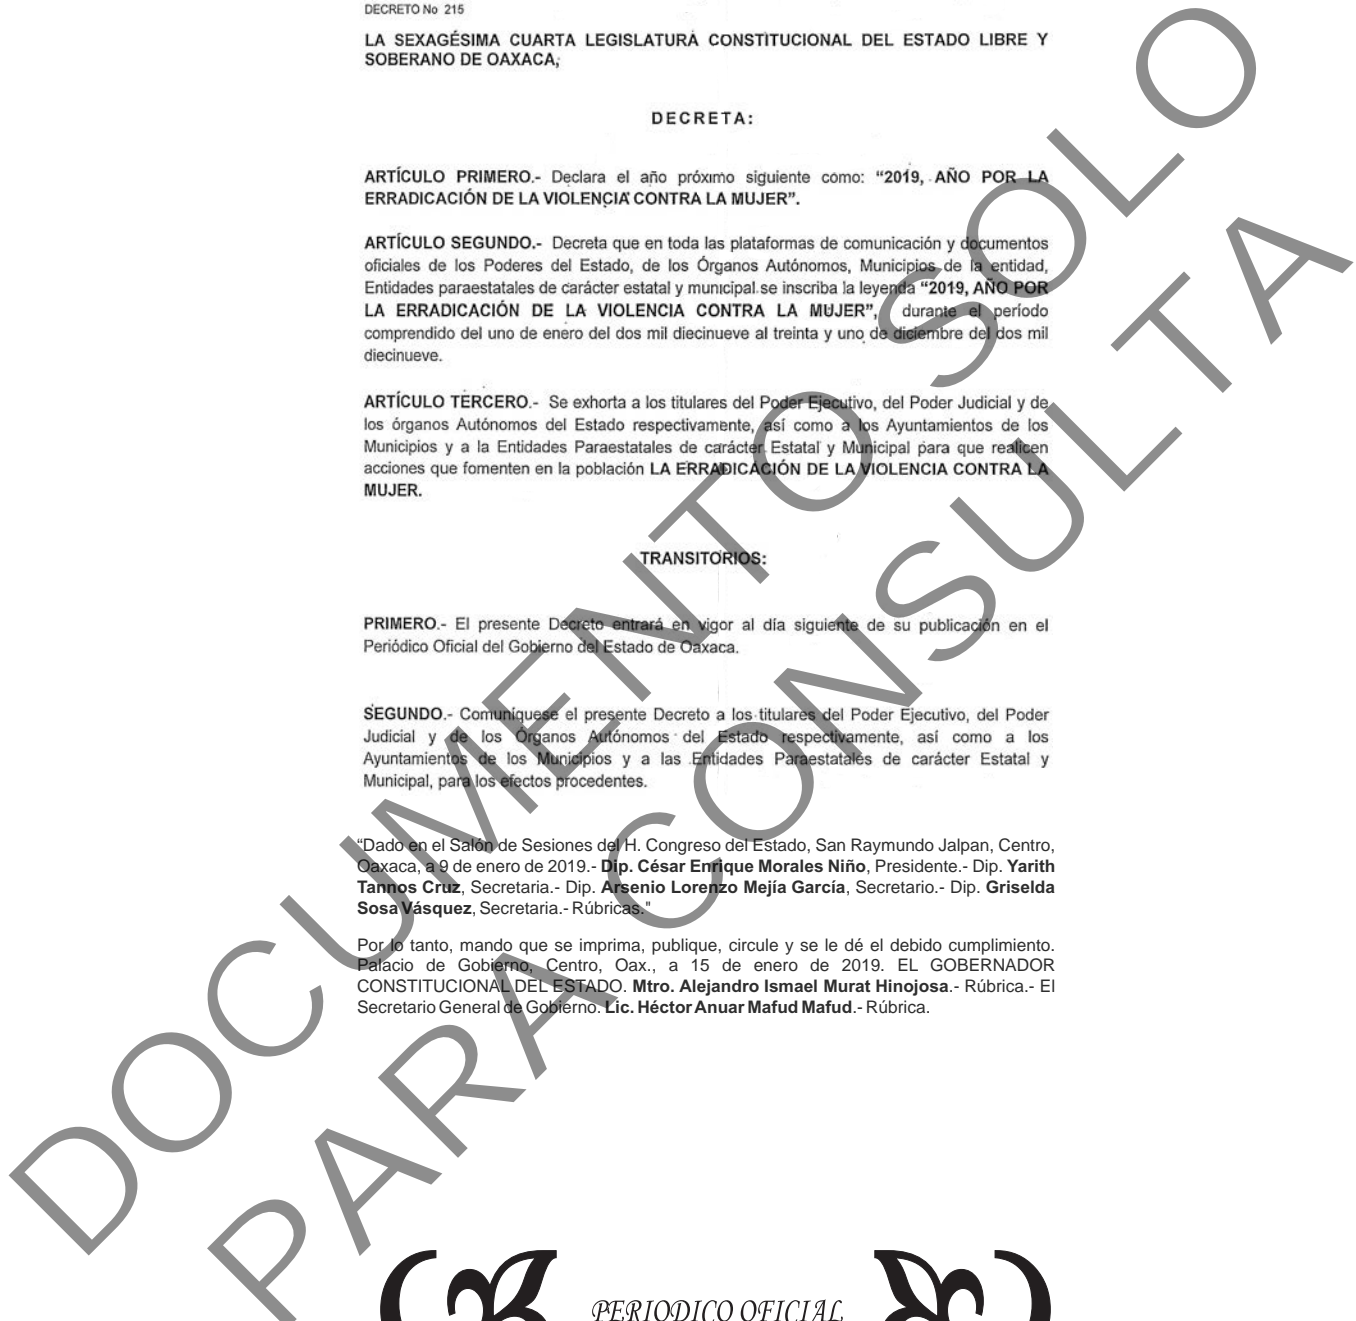 DECRETO No 215
LA SEXAGÉSIMA CUARTA LEGISLATURA CONSTITUCIONAL DEL ESTADO LIBRE Y
SOBERANO DE OAXACA,
DECRETA:
ARTÍCULO PRIMERO.- Declara el año próximo siguiente como: “2019, AÑO POR LA
ERRADICACIÓN DE LA VIOLENCIA CONTRA LA MUJER”.
ARTÍCULO SEGUNDO.- Decreta que en toda las plataformas de comunicación y documentos
oficiales de los Poderes del Estado, de los Órganos Autónomos, Municipios de la entidad,
Entidades paraestatales de carácter estatal y municipal se inscriba la leyenda “2019, AÑO POR
LA ERRADICACIÓN DE LA VIOLENCIA CONTRA LA MUJER”, durante el período
comprendido del uno de enero del dos mil diecinueve al treinta y uno de diciembre del dos mil
diecinueve.
ARTÍCULO TERCERO.- Se exhorta a los titulares del Poder Ejecutivo, del Poder Judicial y de
los órganos Autónomos del Estado respectivamente, así como a los Ayuntamientos de los
Municipios y a la Entidades Paraestatales de carácter Estatal y Municipal para que realicen
acciones que fomenten en la población LA ERRADICACIÓN DE LA VIOLENCIA CONTRA LA
MUJER.
TRANSITORIOS:
PRIMERO.- El presente Decreto entrará en vigor al día siguiente de su publicación en el
Periódico Oficial del Gobierno del Estado de Oaxaca.
SEGUNDO.- Comuníquese el presente Decreto a los titulares del Poder Ejecutivo, del Poder
Judicial y de los Órganos Autónomos del Estado respectivamente, así como a los
Ayuntamientos de los Municipios y a las Entidades Paraestatales de carácter Estatal y
Municipal, para los efectos procedentes.
“Dado en el Salón de Sesiones del H. Congreso del Estado, San Raymundo Jalpan, Centro,
Oaxaca, a 9 de enero de 2019.- Dip. César Enrique Morales Niño, Presidente.- Dip. Yarith
Tannos Cruz, Secretaria.- Dip. Arsenio Lorenzo Mejía García, Secretario.- Dip. Griselda
Sosa Vásquez, Secretaria.- Rúbricas."
Por lo tanto, mando que se imprima, publique, circule y se le dé el debido cumplimiento.
Palacio de Gobierno, Centro, Oax., a 15 de enero de 2019. EL GOBERNADOR
CONSTITUCIONAL DEL ESTADO. Mtro. Alejandro Ismael Murat Hinojosa.- Rúbrica.- El
Secretario General de Gobierno. Lic. Héctor Anuar Mafud Mafud.- Rúbrica.
DOCUMENTO SOLO
PARA CONSULTA
PERIODICO OFICIAL